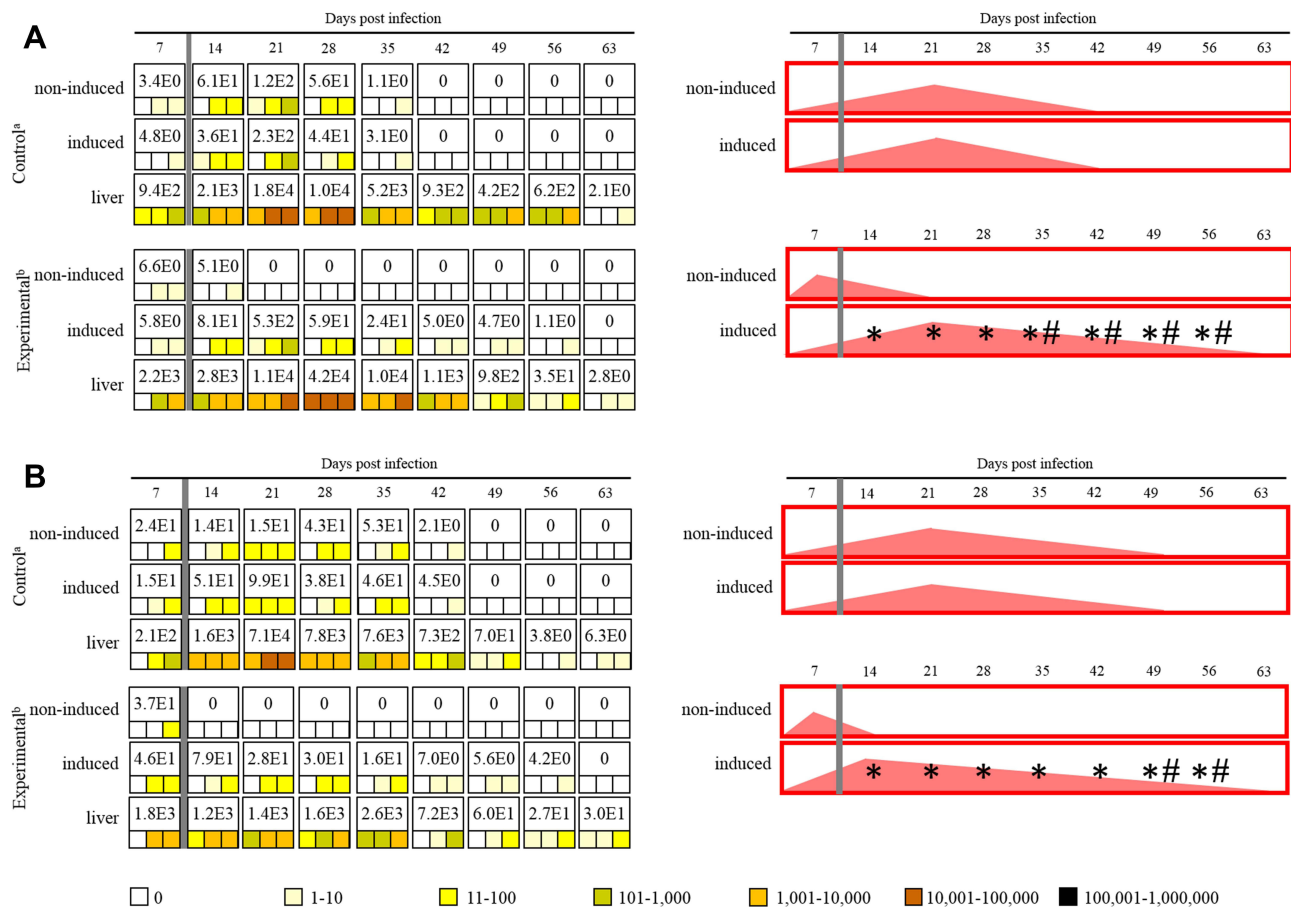 A
Days post infection
7 14 21 28 35 42 49 56 63
Controlᵃ
non-induced 3.4E0 6.1E1 1.2E2 5.6E1 1.1E0 0 0 0 0
induced 4.8E0 3.6E1 2.3E2 4.4E1 3.1E0 0 0 0 0
liver 9.4E2 2.1E3 1.8E4 1.0E4 5.2E3 9.3E2 4.2E2 6.2E2 2.1E0
Experimentalᵇ
non-induced 6.6E0 5.1E0 0 0 0 0 0 0 0
induced 5.8E0 8.1E1 5.3E2 5.9E1 2.4E1 5.0E0 4.7E0 1.1E0 0
liver 2.2E3 2.8E3 1.1E4 4.2E4 1.0E4 1.1E3 9.8E2 3.5E1 2.8E0
Days post infection
7 14 21 28 35 42 49 56 63
non-induced
induced
7 14 21 28 35 42 49 56 63
non-induced
induced * * * *# *# *# *#
B
Days post infection
7 14 21 28 35 42 49 56 63
Controlᵃ
non-induced 2.4E1 1.4E1 1.5E1 4.3E1 5.3E1 2.1E0 0 0 0
induced 1.5E1 5.1E1 9.9E1 3.8E1 4.6E1 4.5E0 0 0 0
liver 2.1E2 1.6E3 7.1E4 7.8E3 7.6E3 7.3E2 7.0E1 3.8E0 6.3E0
Experimentalᵇ
non-induced 3.7E1 0 0 0 0 0 0 0 0
induced 4.6E1 7.9E1 2.8E1 3.0E1 1.6E1 7.0E0 5.6E0 4.2E0 0
liver 1.8E3 1.2E3 1.4E3 1.6E3 2.6E3 7.2E3 6.0E1 2.7E1 3.0E1
Days post infection
7 14 21 28 35 42 49 56 63
non-induced
induced
7 14 21 28 35 42 49 56 63
non-induced
induced * * * * * *# *#
0 1-10 11-100 101-1,000 1,001-10,000 10,001-100,000 100,001-1,000,000